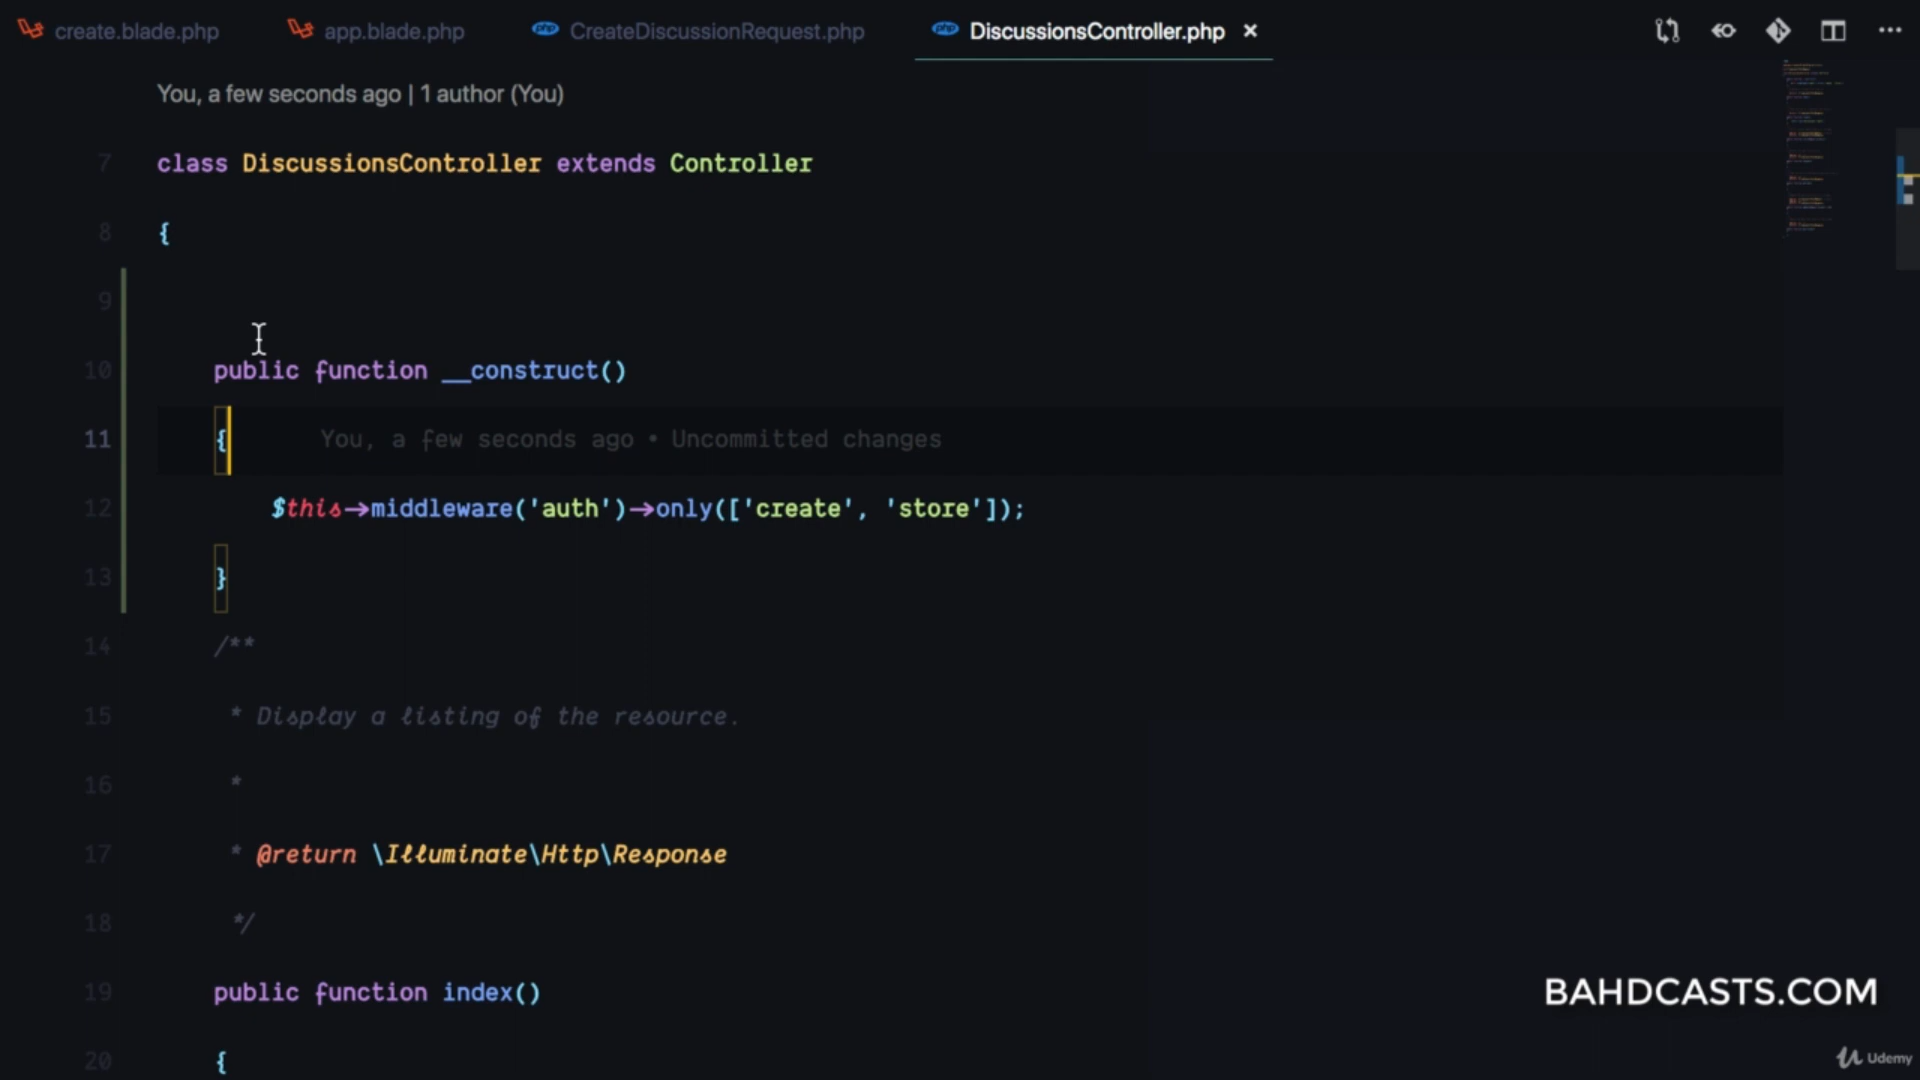 create.blade.php app.blade.php CreateDiscussionRequest.php DiscussionsController.php ×
You, a few seconds ago | 1 author (You)
7 class DiscussionsController extends Controller
8 {
9
10 public function __construct()
11 { You, a few seconds ago • Uncommitted changes
12 $this->middleware('auth')->only(['create', 'store']);
13 }
14 /**
15 * Display a listing of the resource.
16 *
17 * @return \Illuminate\Http\Response
18 */
19 public function index()
20 {
BAHDCASTS.COM
Udemy